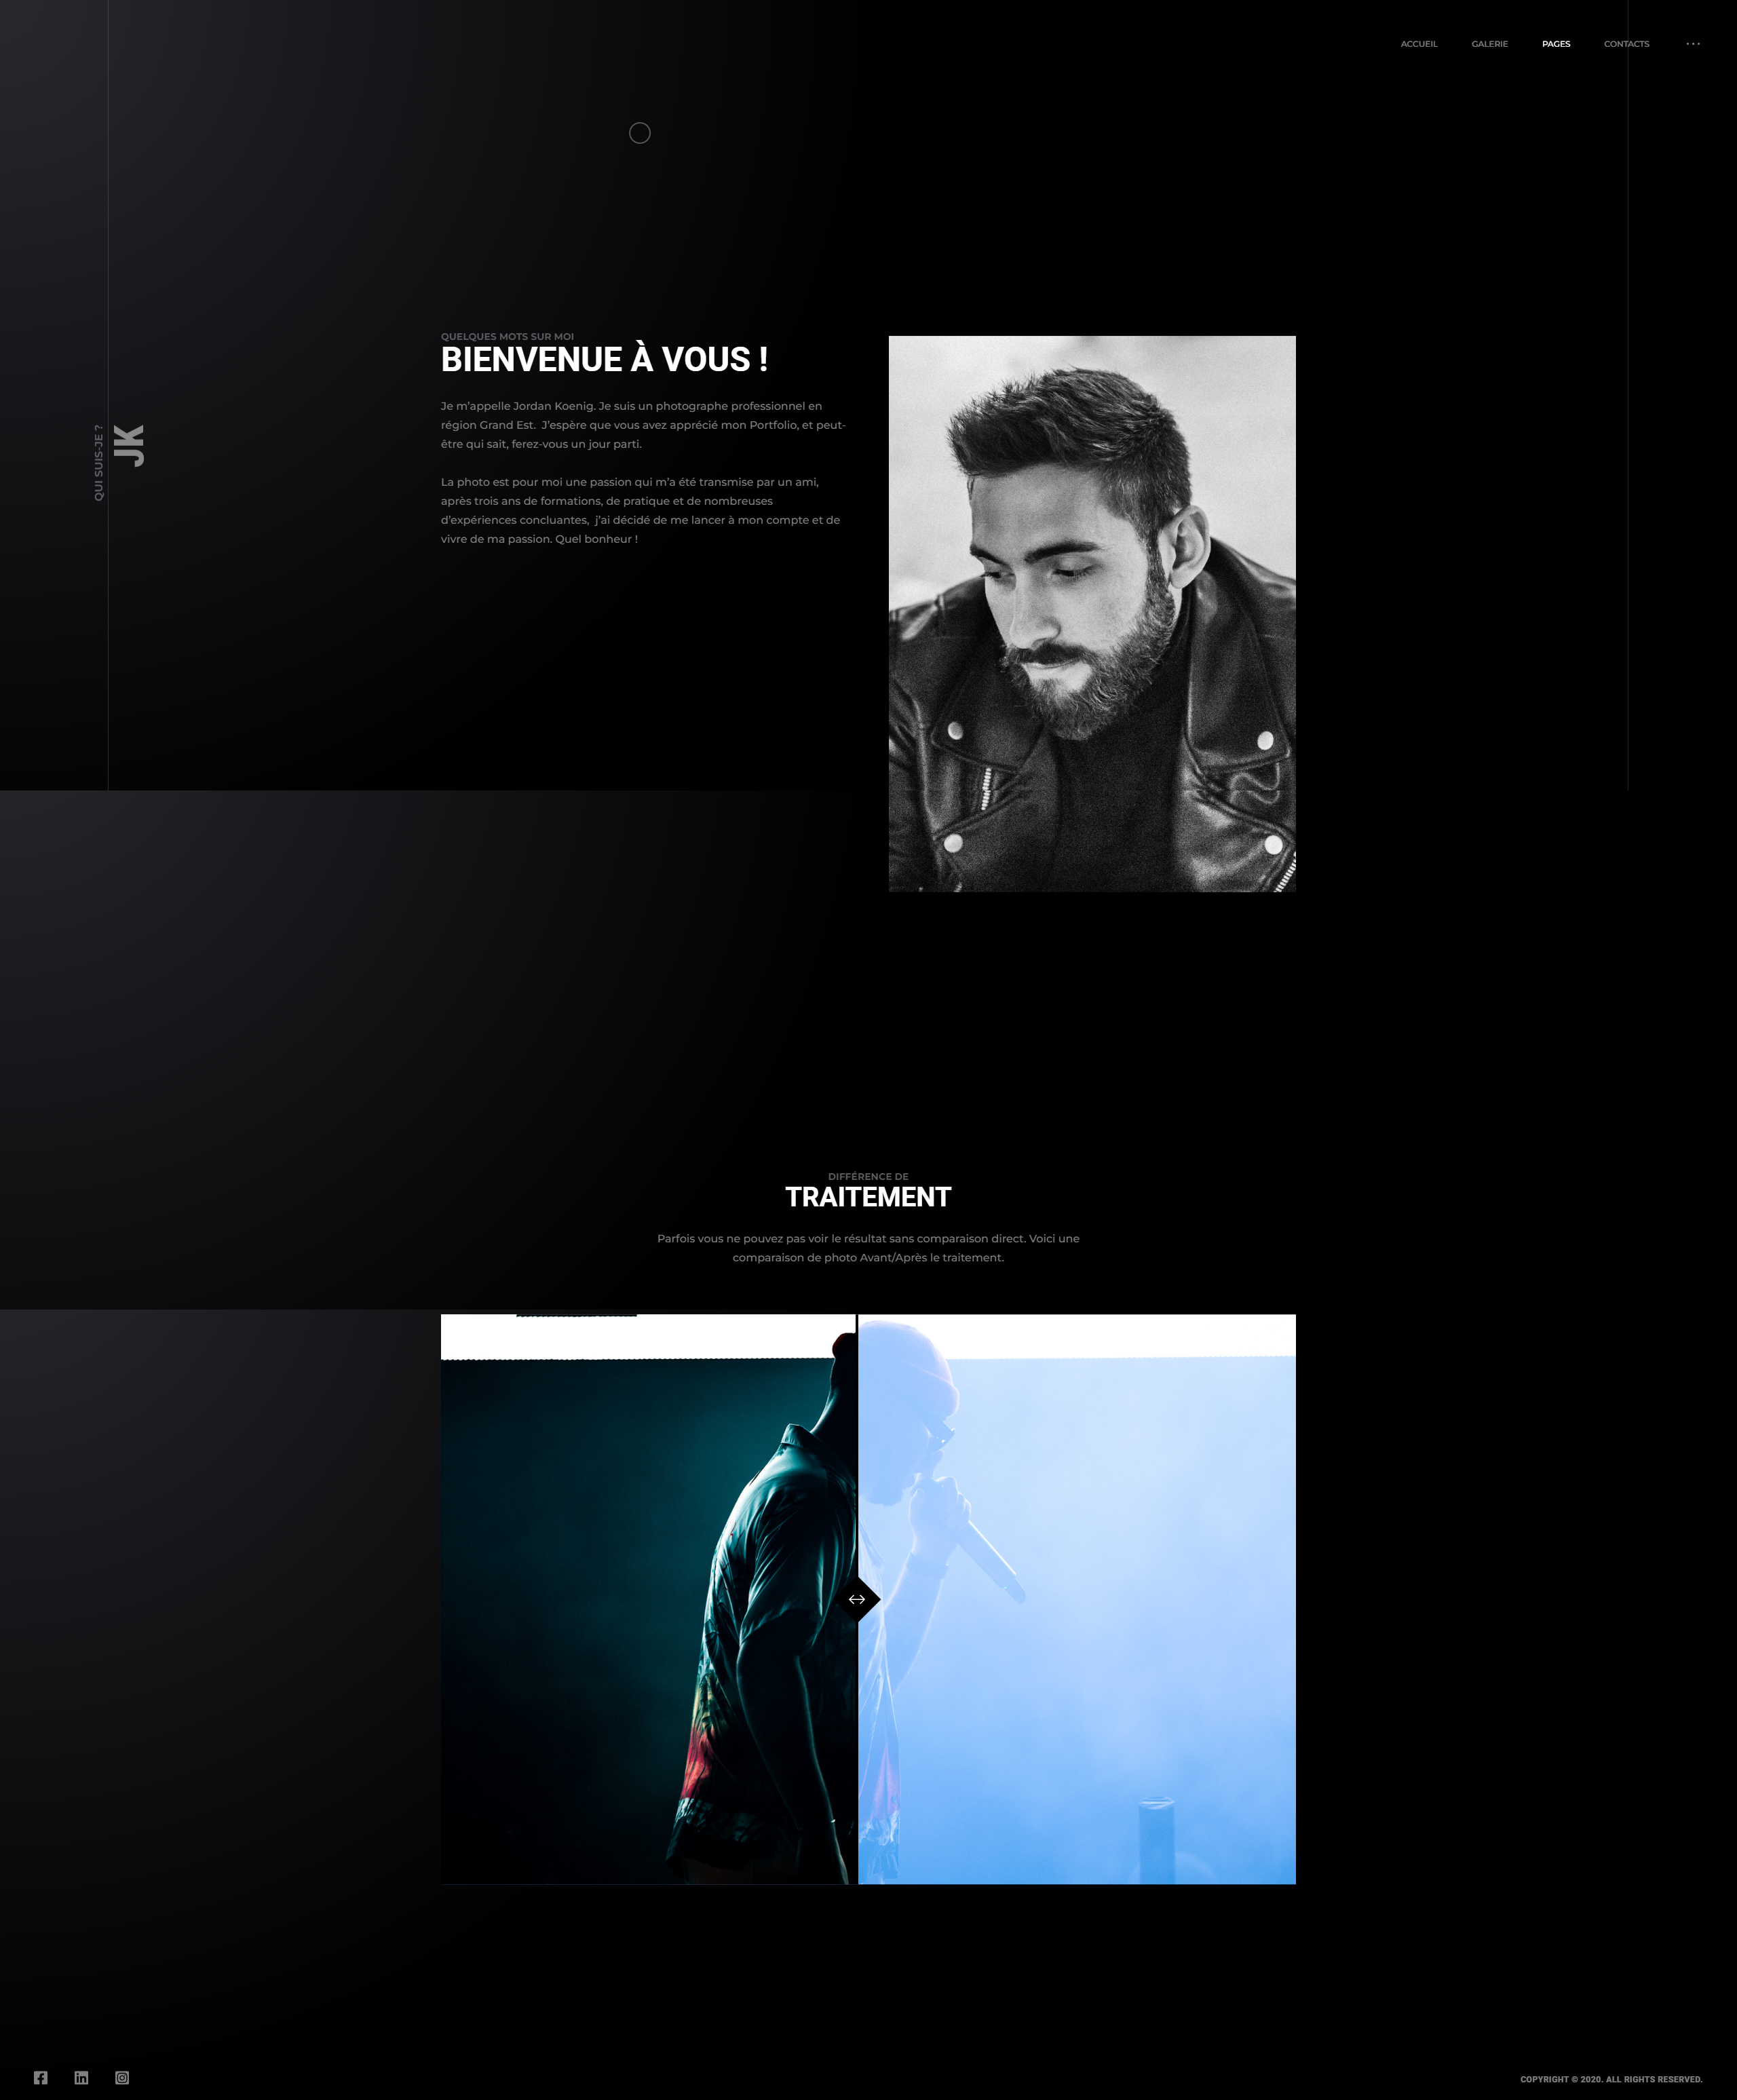 ACCUEIL GALERIE PAGES CONTACTS
QUI SUIS-JE ?
JK
QUELQUES MOTS SUR MOI
BIENVENUE À VOUS !
Je m’appelle Jordan Koenig. Je suis un photographe professionnel en
région Grand Est.  J’espère que vous avez apprécié mon Portfolio, et peut-
être qui sait, ferez-vous un jour parti.
La photo est pour moi une passion qui m’a été transmise par un ami,
après trois ans de formations, de pratique et de nombreuses
d’expériences concluantes,  j’ai décidé de me lancer à mon compte et de
vivre de ma passion. Quel bonheur !
DIFFÉRENCE DE
TRAITEMENT
Parfois vous ne pouvez pas voir le résultat sans comparaison direct. Voici une
comparaison de photo Avant/Après le traitement.
COPYRIGHT © 2020. ALL RIGHTS RESERVED.